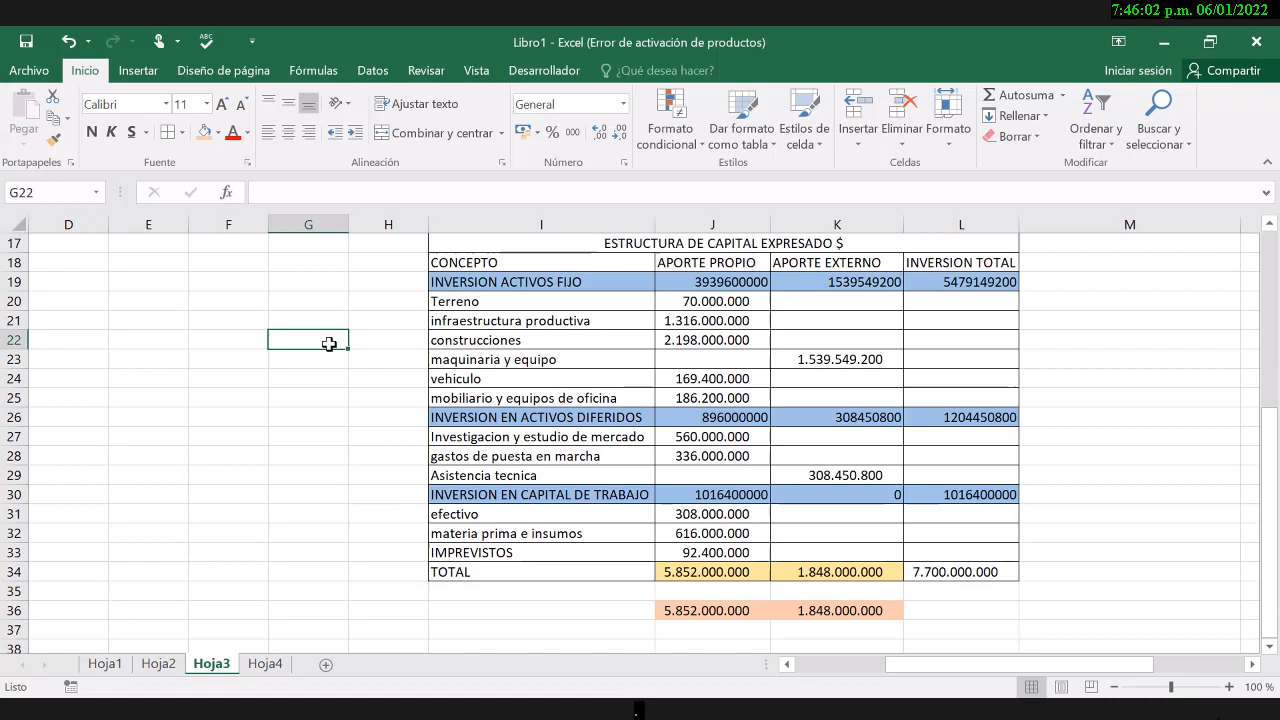 7:46:02 p.m. 06/01/2022
Libro1 - Excel (Error de activación de productos)
Archivo Inicio Insertar Diseño de página Fórmulas Datos Revisar Vista Desarrollador ¿Qué desea hacer? Iniciar sesión Compartir
Pegar
Calibri 11
N K S
Ajustar texto
Combinar y centrar
General
% 000
Formato condicional
Dar formato como tabla
Estilos de celda
Insertar Eliminar Formato
Autosuma
Rellenar
Borrar
Ordenar y filtrar
Buscar y seleccionar
Portapapeles Fuente Alineación Número Estilos Celdas Modificar
G22 fx
D E F G H I J K L M
17 ESTRUCTURA DE CAPITAL EXPRESADO $
18 CONCEPTO APORTE PROPIO APORTE EXTERNO INVERSION TOTAL
19 INVERSION ACTIVOS FIJO 3939600000 1539549200 5479149200
20 Terreno 70.000.000
21 infraestructura productiva 1.316.000.000
22 construcciones 2.198.000.000
23 maquinaria y equipo 1.539.549.200
24 vehiculo 169.400.000
25 mobiliario y equipos de oficina 186.200.000
26 INVERSION EN ACTIVOS DIFERIDOS 896000000 308450800 1204450800
27 Investigacion y estudio de mercado 560.000.000
28 gastos de puesta en marcha 336.000.000
29 Asistencia tecnica 308.450.800
30 INVERSION EN CAPITAL DE TRABAJO 1016400000 0 1016400000
31 efectivo 308.000.000
32 materia prima e insumos 616.000.000
33 IMPREVISTOS 92.400.000
34 TOTAL 5.852.000.000 1.848.000.000 7.700.000.000
35
36 5.852.000.000 1.848.000.000
37
38
Hoja1 Hoja2 Hoja3 Hoja4
Listo 100 %